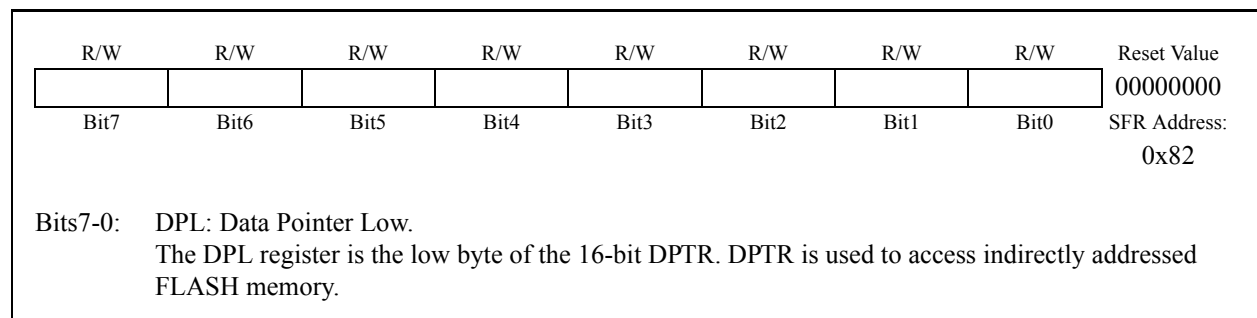 R/W R/W R/W R/W R/W R/W R/W R/W Reset Value
00000000
Bit7 Bit6 Bit5 Bit4 Bit3 Bit2 Bit1 Bit0 SFR Address:
0x82
Bits7-0: DPL: Data Pointer Low.
The DPL register is the low byte of the 16-bit DPTR. DPTR is used to access indirectly addressed
FLASH memory.